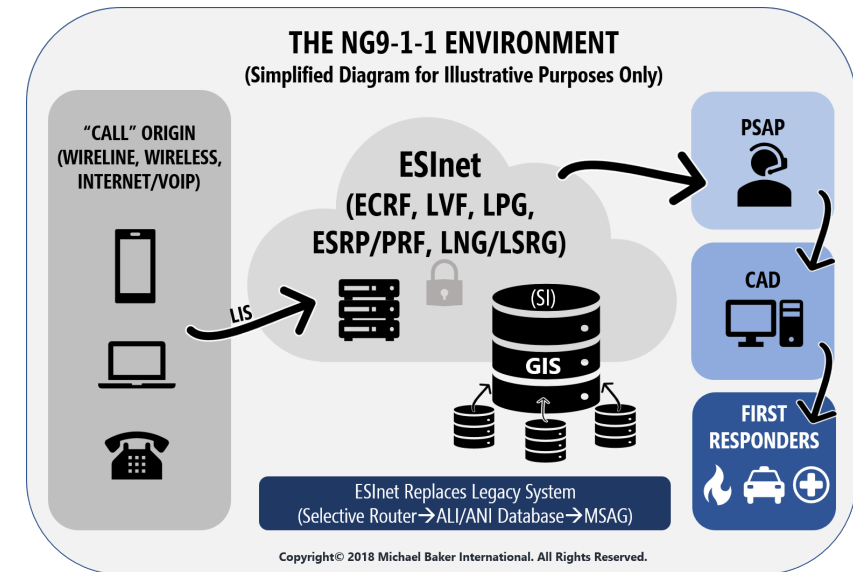 THE NG9-1-1 ENVIRONMENT
(Simplified Diagram for Illustrative Purposes Only)
“CALL” ORIGIN
(WIRELINE, WIRELESS,
INTERNET/VOIP)
LIS
ESInet
(ECRF, LVF, LPG,
ESRP/PRF, LNG/LSRG)
(SI)
GIS
PSAP
CAD
FIRST
RESPONDERS
ESInet Replaces Legacy System
(Selective Router→ALI/ANI Database→MSAG)
Copyright© 2018 Michael Baker International. All Rights Reserved.